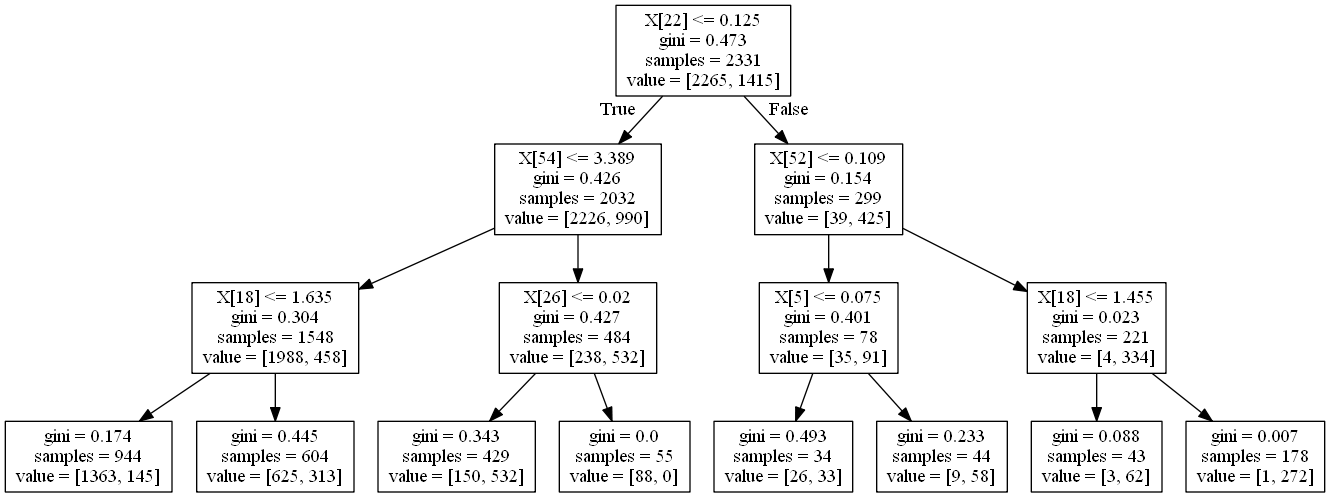 X[22] <= 0.125
gini = 0.473
samples = 2331
value = [2265, 1415]
True
False
X[54] <= 3.389
gini = 0.426
samples = 2032
value = [2226, 990]
X[52] <= 0.109
gini = 0.154
samples = 299
value = [39, 425]
X[18] <= 1.635
gini = 0.304
samples = 1548
value = [1988, 458]
X[26] <= 0.02
gini = 0.427
samples = 484
value = [238, 532]
X[5] <= 0.075
gini = 0.401
samples = 78
value = [35, 91]
X[18] <= 1.455
gini = 0.023
samples = 221
value = [4, 334]
gini = 0.174
samples = 944
value = [1363, 145]
gini = 0.445
samples = 604
value = [625, 313]
gini = 0.343
samples = 429
value = [150, 532]
gini = 0.0
samples = 55
value = [88, 0]
gini = 0.493
samples = 34
value = [26, 33]
gini = 0.233
samples = 44
value = [9, 58]
gini = 0.088
samples = 43
value = [3, 62]
gini = 0.007
samples = 178
value = [1, 272]